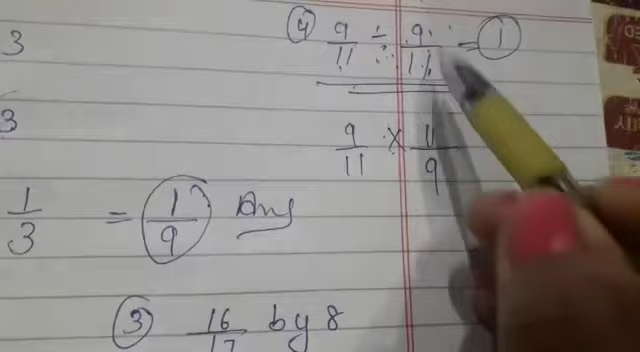 3
④ 9/11 ÷ 9/11 = 1
3
9/11 × 11/9
1/3 = 1/9 Ans
③ 16/17 by 8